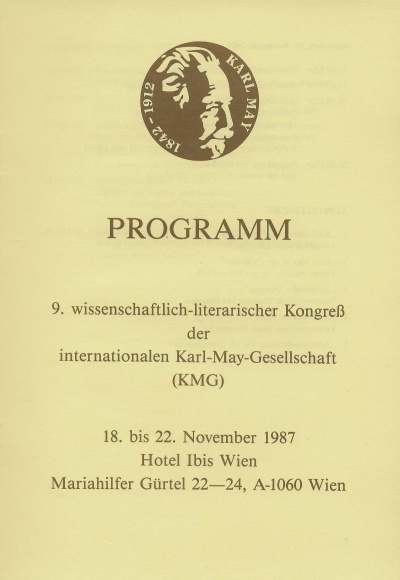 1842–1912 KARL MAY
PROGRAMM
9. wissenschaftlich-literarischer Kongreß
der
internationalen Karl-May-Gesellschaft
(KMG)
18. bis 22. November 1987
Hotel Ibis Wien
Mariahilfer Gürtel 22—24, A-1060 Wien